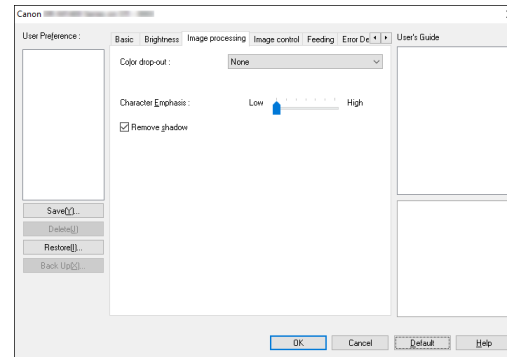 Canon
User Preference :
Basic Brightness Image processing Image control Feeding Error De
User's Guide
Color drop-out :
None
Character Emphasis :
Low
High
Remove shadow
Save(Y)...
Delete(J)
Restore(I)...
Back Up(X)...
OK
Cancel
Default
Help